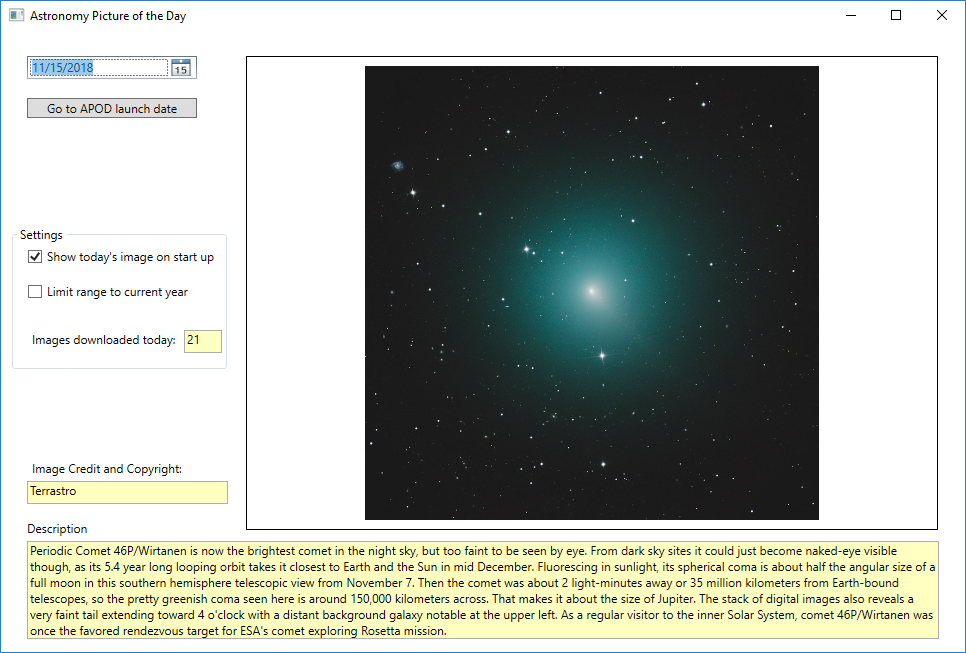 Astronomy Picture of the Day
11/15/2018
15
Go to APOD launch date
Settings
Show today's image on start up
Limit range to current year
Images downloaded today:
21
Image Credit and Copyright:
Terrastro
Description
Periodic Comet 46P/Wirtanen is now the brightest comet in the night sky, but too faint to be seen by eye. From dark sky sites it could just become naked-eye visible
though, as its 5.4 year long looping orbit takes it closest to Earth and the Sun in mid December. Fluorescing in sunlight, its spherical coma is about half the angular size of a
full moon in this southern hemisphere telescopic view from November 7. Then the comet was about 2 light-minutes away or 35 million kilometers from Earth-bound
telescopes, so the pretty greenish coma seen here is around 150,000 kilometers across. That makes it about the size of Jupiter. The stack of digital images also reveals a
very faint tail extending toward 4 o'clock with a distant background galaxy notable at the upper left. As a regular visitor to the inner Solar System, comet 46P/Wirtanen was
once the favored rendezvous target for ESA's comet exploring Rosetta mission.